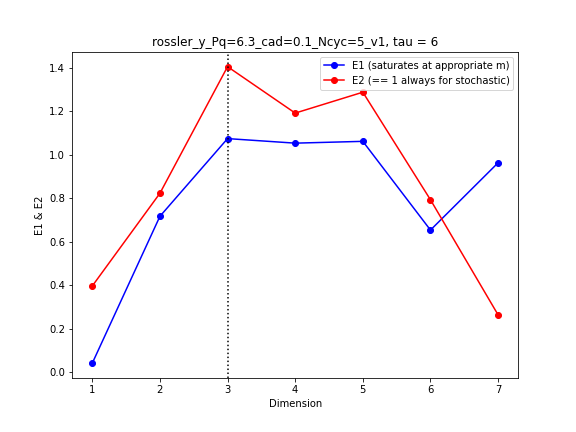 rossler_y_Pq=6.3_cad=0.1_Ncyc=5_v1, tau = 6
E1 (saturates at appropriate m)
E2 (== 1 always for stochastic)
1.4
1.2
1.0
0.8
0.6
0.4
0.2
0.0
E1 & E2
1 2 3 4 5 6 7
Dimension